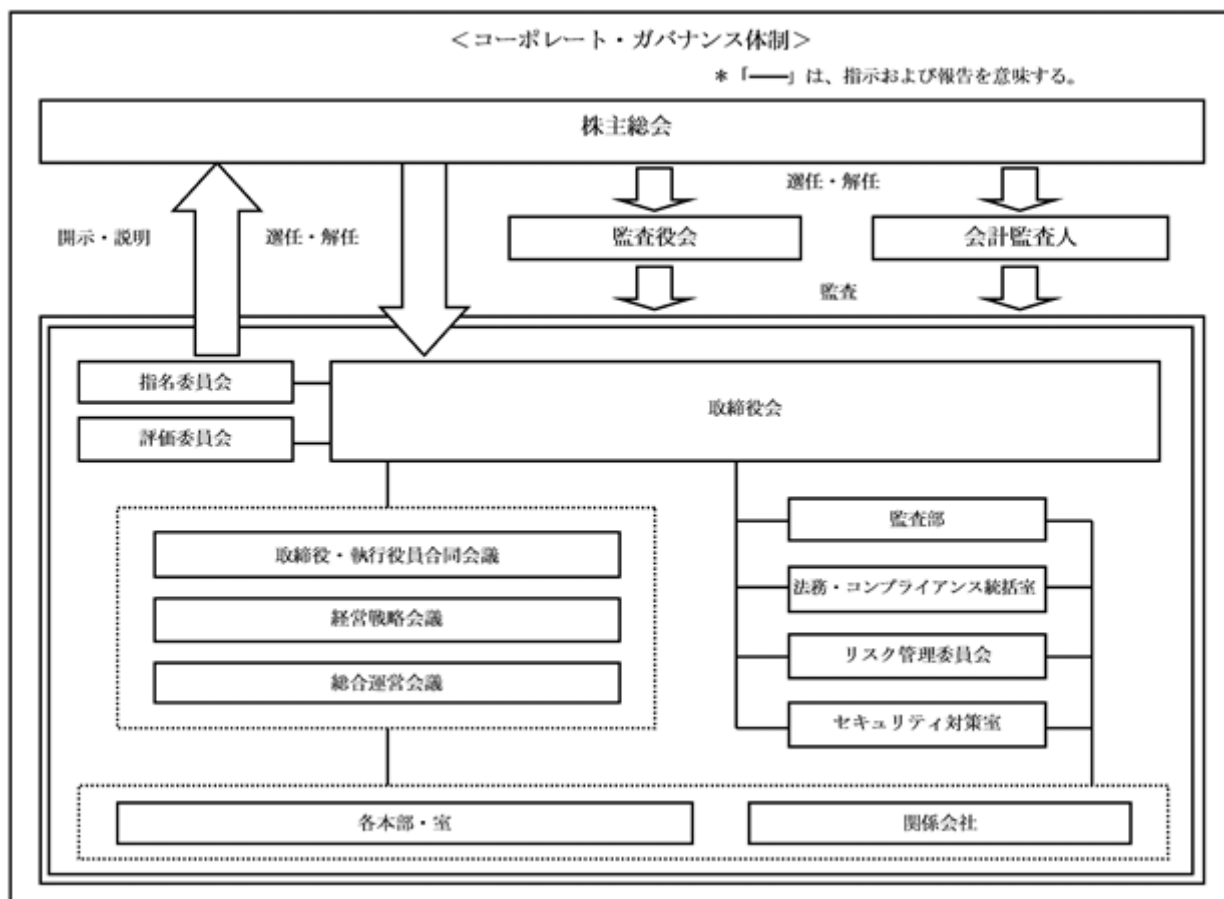 ＜コーポレート・ガバナンス体制＞
＊「━━」は、指示および報告を意味する。
株主総会
選任・解任
開示・説明
選任・解任
監査役会
会計監査人
監査
指名委員会
評価委員会
取締役会
取締役・執行役員合同会議
経営戦略会議
総合運営会議
監査部
法務・コンプライアンス統括室
リスク管理委員会
セキュリティ対策室
各本部・室
関係会社